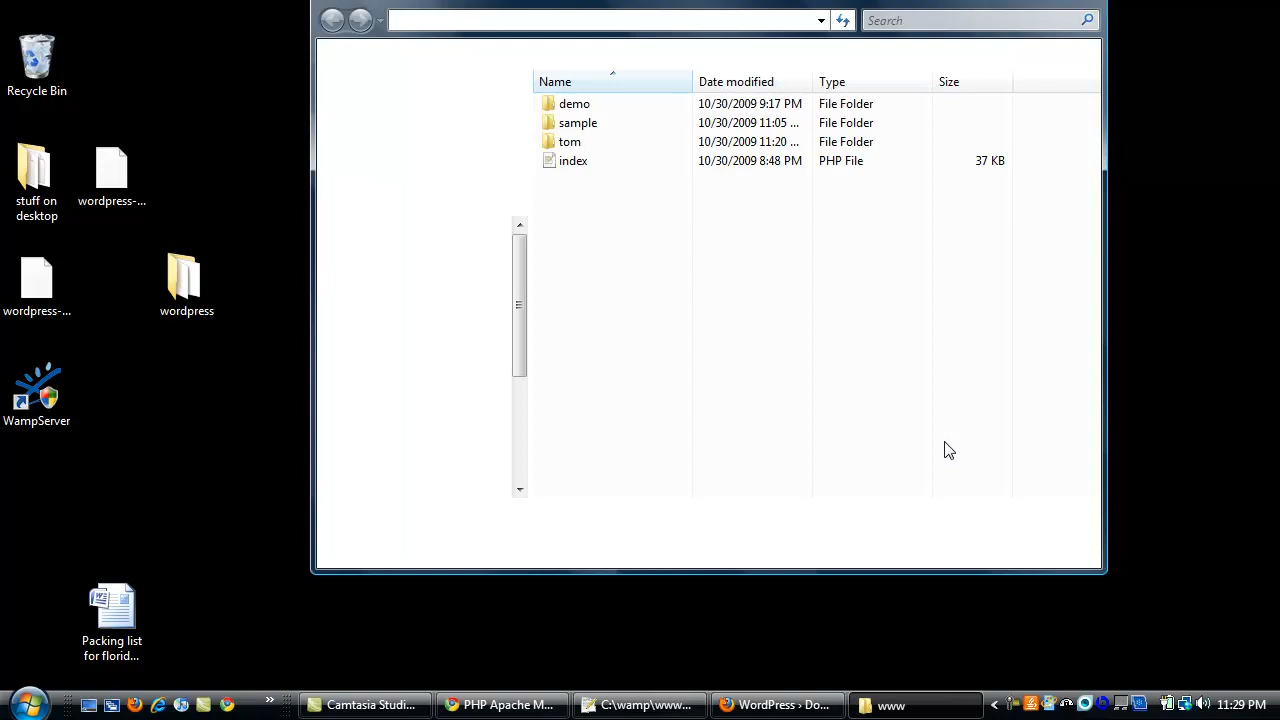 Search
Name
Date modified
Type
Size
demo
10/30/2009 9:17 PM
File Folder
sample
10/30/2009 11:05 ...
File Folder
tom
10/30/2009 11:20 ...
File Folder
index
10/30/2009 8:48 PM
PHP File
37 KB
Recycle Bin
stuff on
desktop
wordpress-...
wordpress-...
wordpress
WampServer
Packing list
for florid...
Camtasia Studi...
PHP Apache M...
C:\wamp\www...
WordPress › Do...
www
11:29 PM